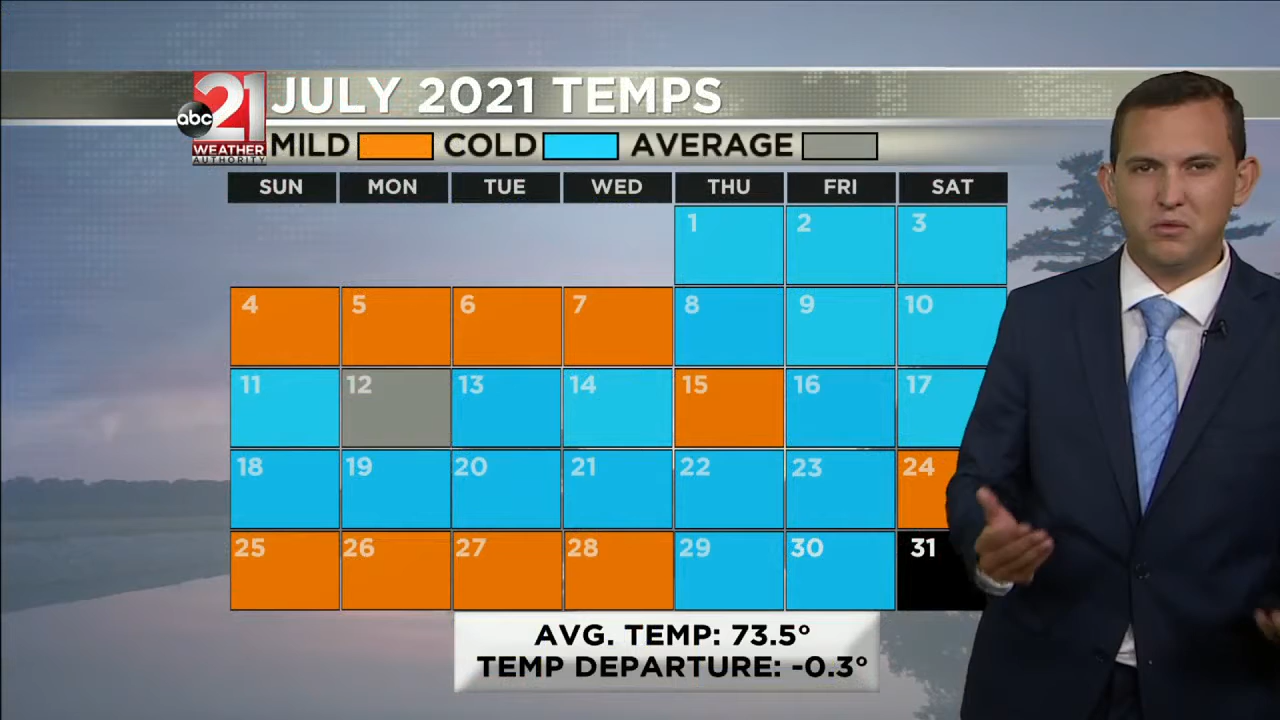 abc 21
WEATHER
AUTHORITY
JULY 2021 TEMPS
MILD COLD AVERAGE
SUN MON TUE WED THU FRI SAT
1 2 3
4 5 6 7 8 9 10
11 12 13 14 15 16 17
18 19 20 21 22 23 24
25 26 27 28 29 30 31
AVG. TEMP: 73.5°
TEMP DEPARTURE: -0.3°